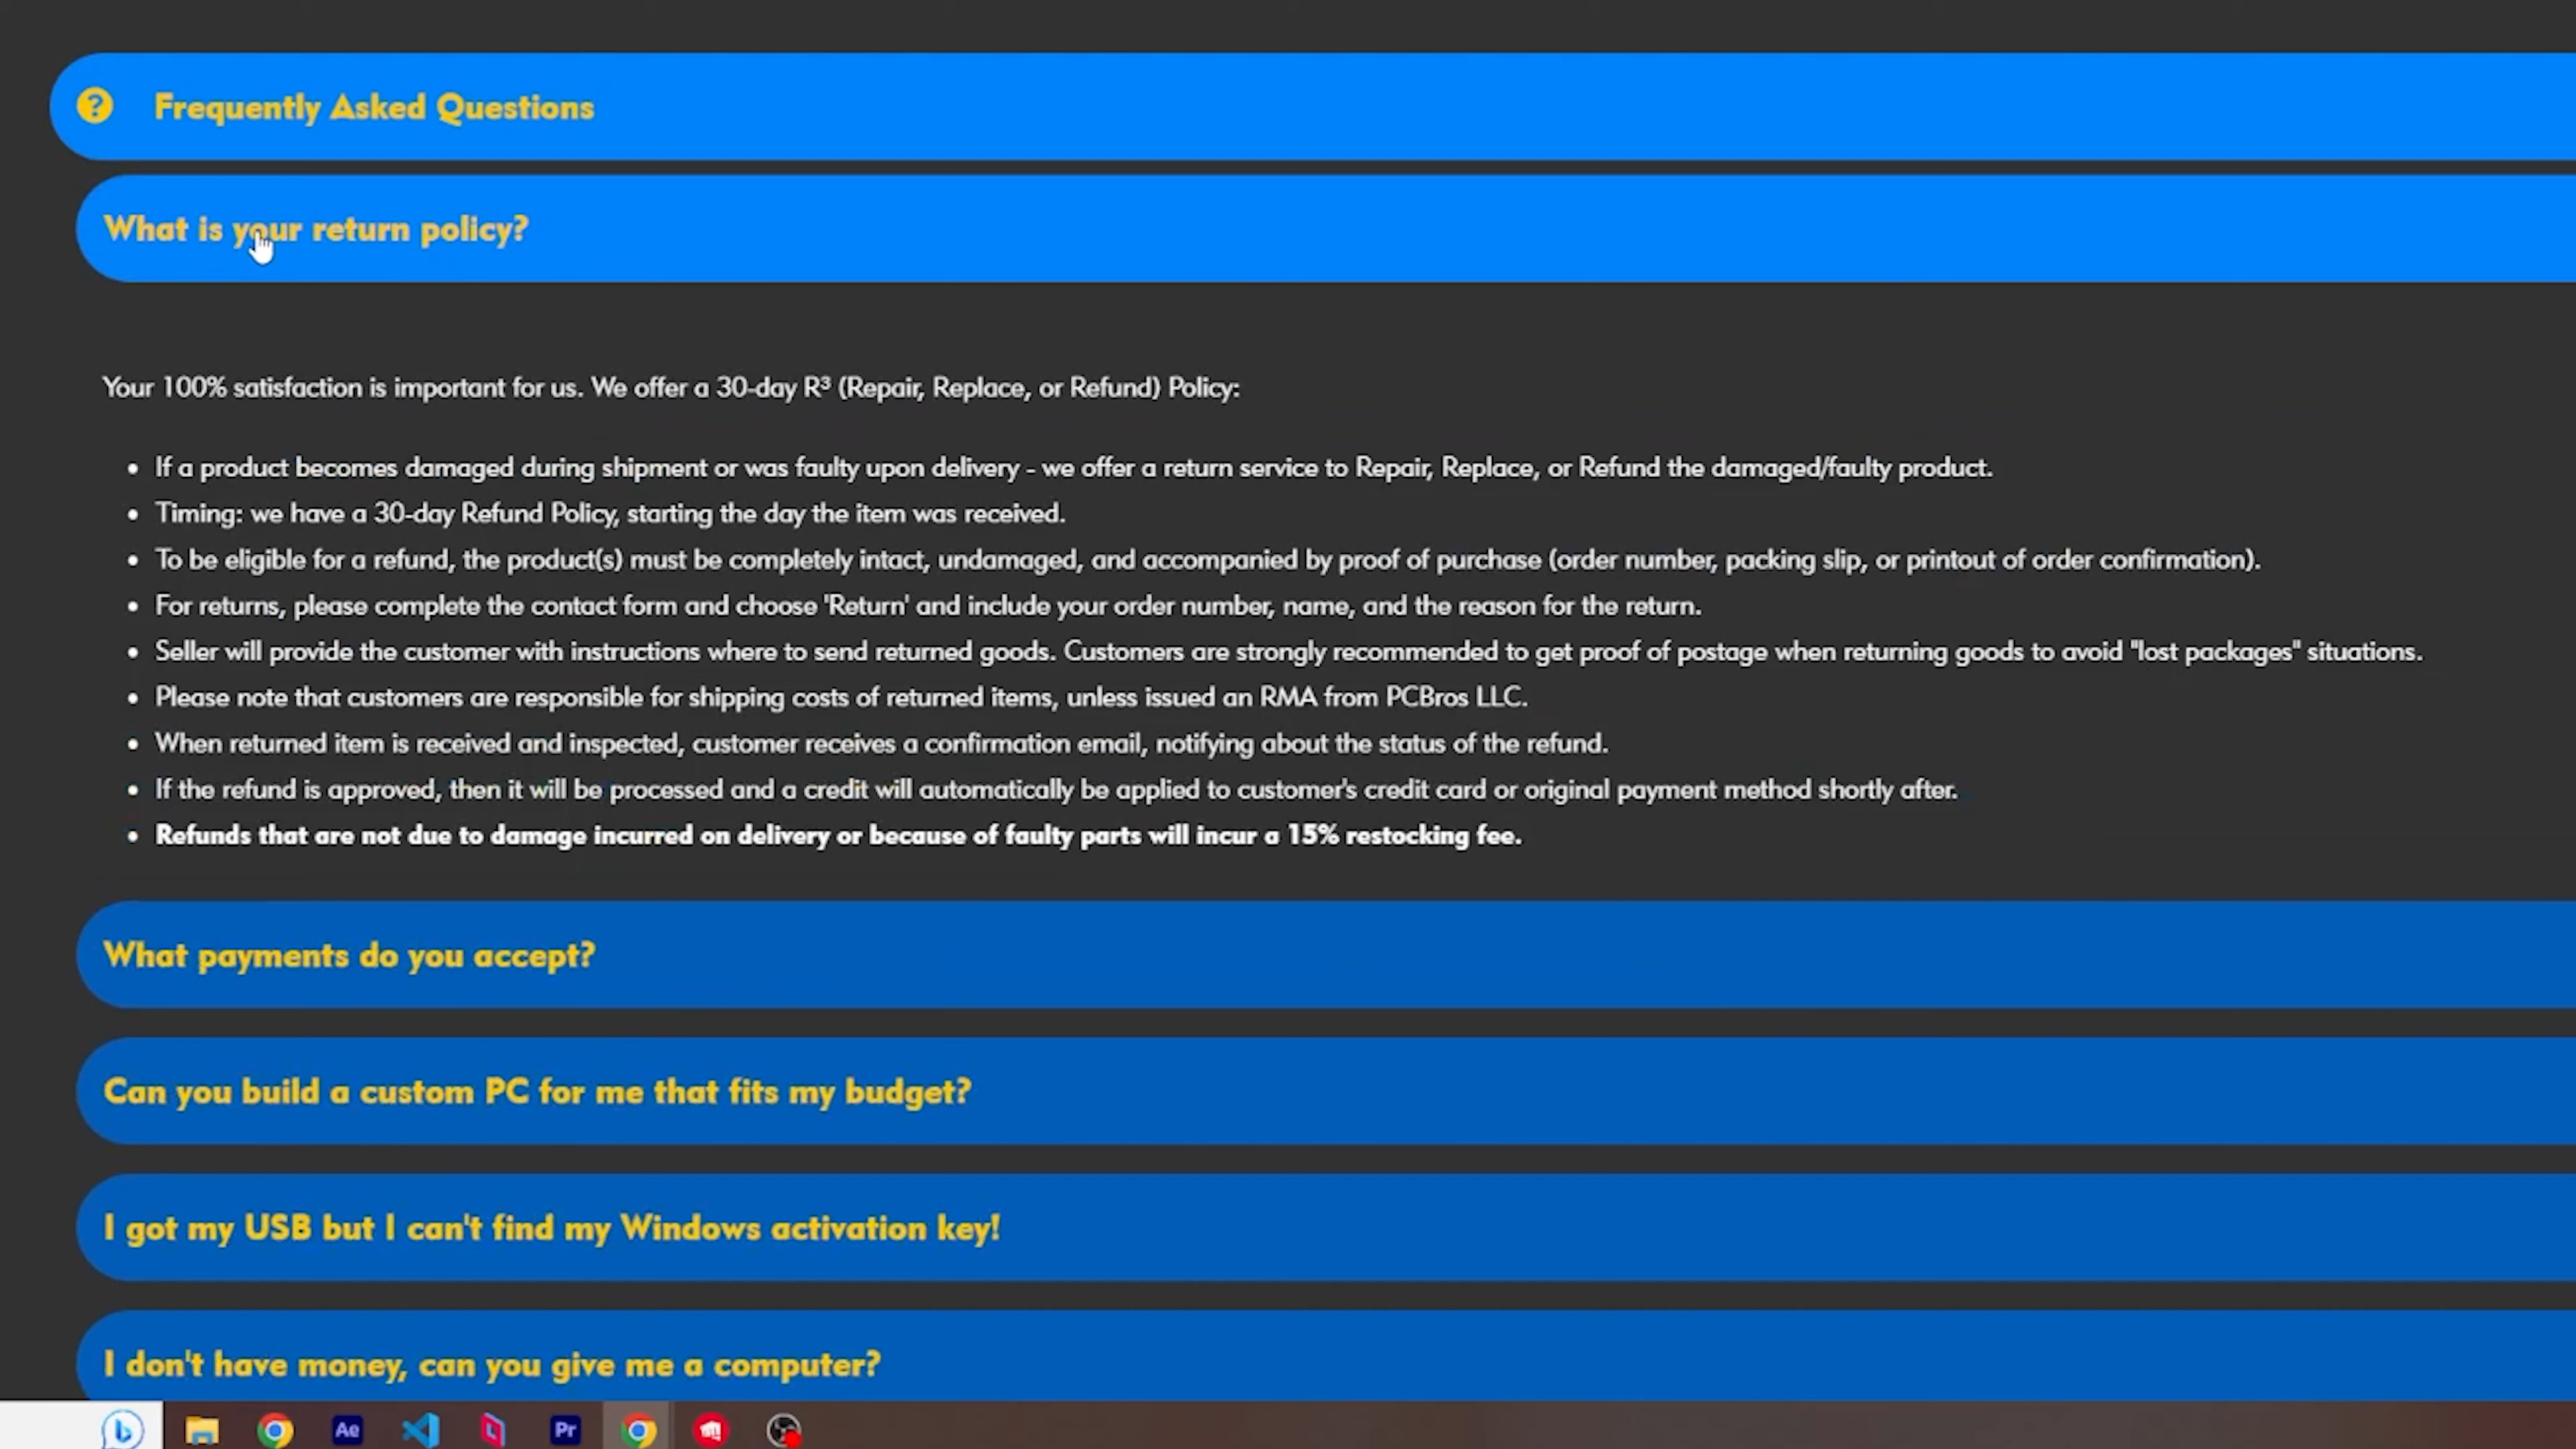 Frequently Asked Questions
What is your return policy?
Your 100% satisfaction is important for us. We offer a 30-day R³ (Repair, Replace, or Refund) Policy:
• If a product becomes damaged during shipment or was faulty upon delivery - we offer a return service to Repair, Replace, or Refund the damaged/faulty product.
• Timing: we have a 30-day Refund Policy, starting the day the item was received.
• To be eligible for a refund, the product(s) must be completely intact, undamaged, and accompanied by proof of purchase (order number, packing slip, or printout of order confirmation).
• For returns, please complete the contact form and choose 'Return' and include your order number, name, and the reason for the return.
• Seller will provide the customer with instructions where to send returned goods. Customers are strongly recommended to get proof of postage when returning goods to avoid "lost packages" situations.
• Please note that customers are responsible for shipping costs of returned items, unless issued an RMA from PCBros LLC.
• When returned item is received and inspected, customer receives a confirmation email, notifying about the status of the refund.
• If the refund is approved, then it will be processed and a credit will automatically be applied to customer's credit card or original payment method shortly after.
• Refunds that are not due to damage incurred on delivery or because of faulty parts will incur a 15% restocking fee.
What payments do you accept?
Can you build a custom PC for me that fits my budget?
I got my USB but I can't find my Windows activation key!
I don't have money, can you give me a computer?
Ae
Pr